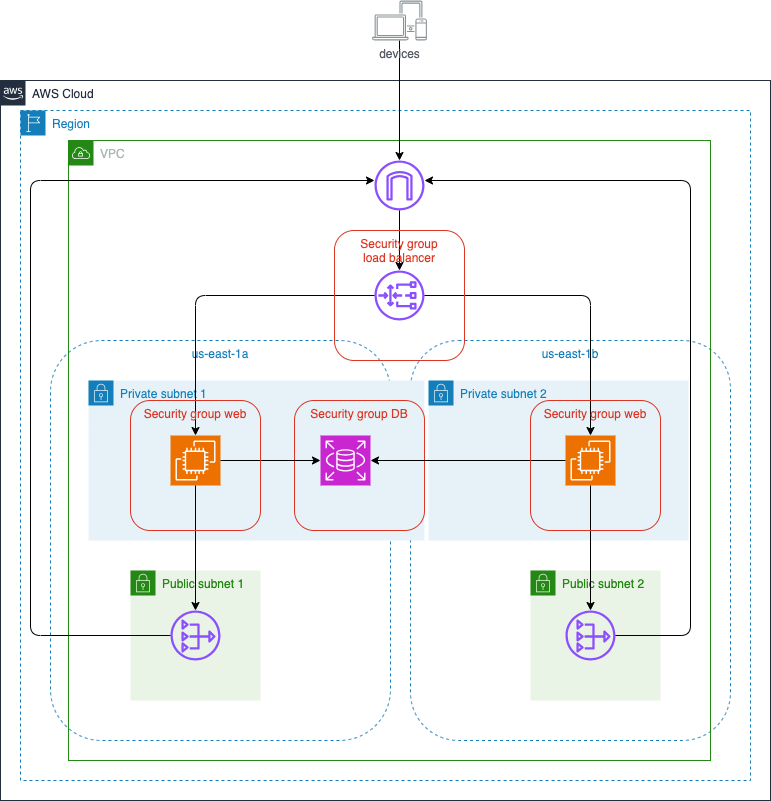 devices
aws
AWS Cloud
Region
VPC
Security group
load balancer
us-east-1a
us-east-1b
Private subnet 1
Private subnet 2
Security group web
Security group DB
Security group web
Public subnet 1
Public subnet 2